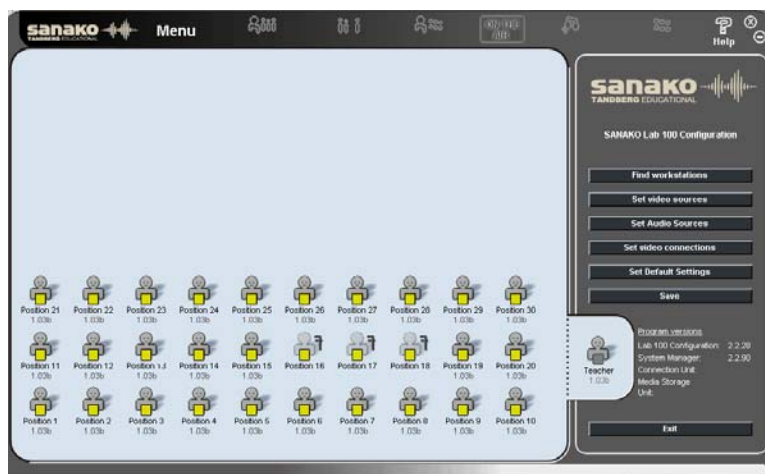 sanako
TANDBERG EDUCATIONAL
Menu
ON THE AIR
Help
sanako
TANDBERG EDUCATIONAL
SANAKO Lab 100 Configuration
Find workstations
Set video sources
Set Audio Sources
Set video connections
Set Default Settings
Save
Position 21 Position 22 Position 23 Position 24 Position 25 Position 26 Position 27 Position 28 Position 29 Position 30
1.03b 1.03b 1.03b 1.03b 1.03b 1.03b 1.03b 1.03b 1.03b 1.03b
Position 11 Position 12 Position 13 Position 14 Position 15 Position 16 Position 17 Position 18 Position 19 Position 20
1.03b 1.03b 1.03b 1.03b 1.03b 1.03b 1.03b
Position 1 Position 2 Position 3 Position 4 Position 5 Position 6 Position 7 Position 8 Position 9 Position 10
1.03b 1.03b 1.03b 1.03b 1.03b 1.03b 1.03b 1.03b 1.03b 1.03b
Teacher
1.03b
Program versions
Lab 100 Configuration: 2.2.20
System Manager: 2.2.90
Connection Unit:
Media Storage
Unit:
Exit